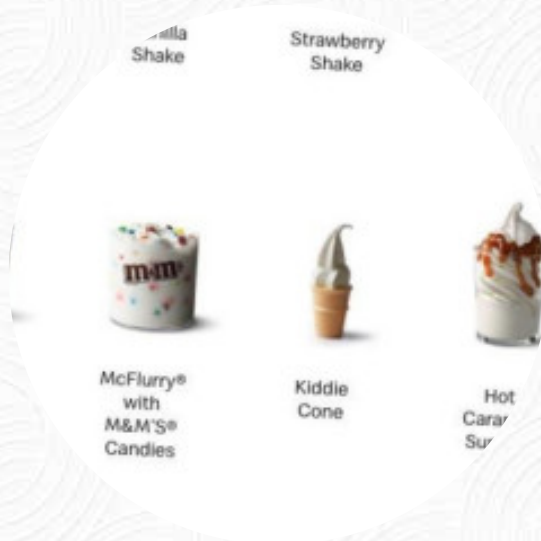 Shake
Strawberry
Shake
m&m's
McFlurry®
with
M&M'S®
Candies
Kiddie
Cone
Hot